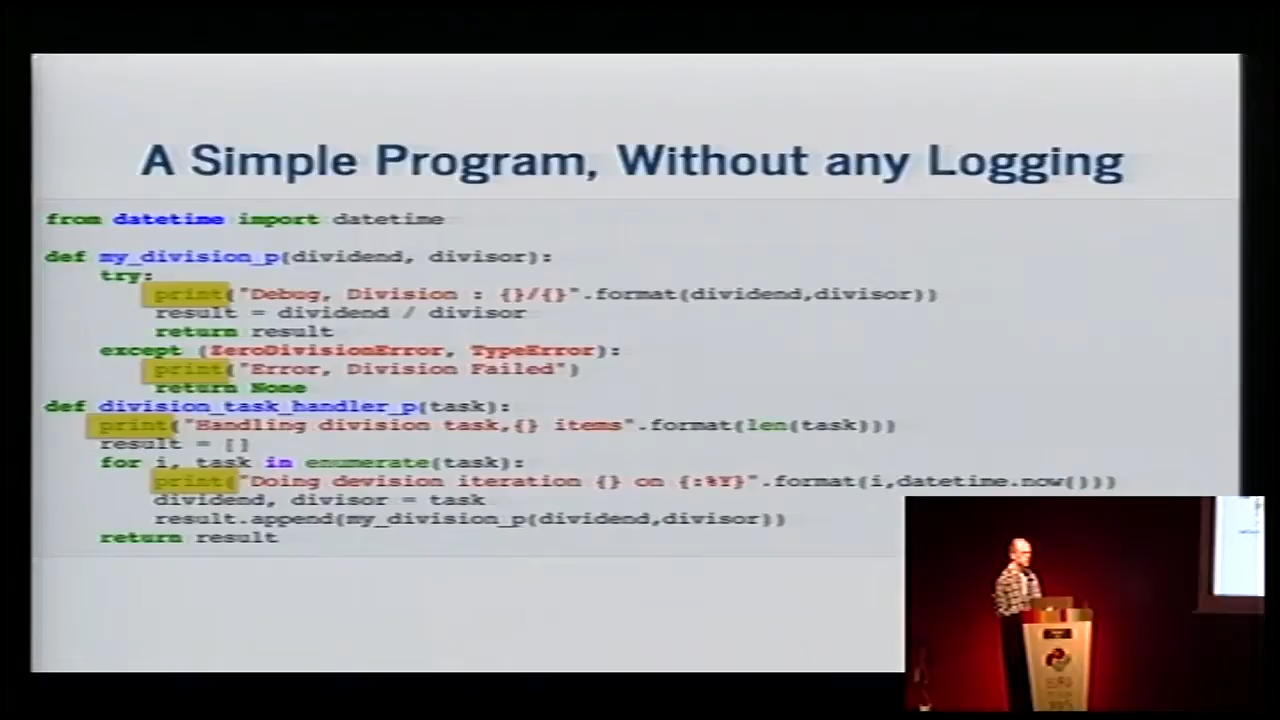 A Simple Program, Without any Logging
from datetime import datetime
def my_division_p(dividend, divisor):
try:
print("Debug, Division : {}/{}".format(dividend,divisor))
result = dividend / divisor
return result
except (ZeroDivisionError, TypeError):
print("Error, Division Failed")
return None
def division_task_handler_p(task):
print("Handling division task,{} items".format(len(task)))
result = []
for i, task in enumerate(task):
print("Doing devision iteration {} on {:%Y}".format(i,datetime.now()))
dividend, divisor = task
result.append(my_division_p(dividend,divisor))
return result